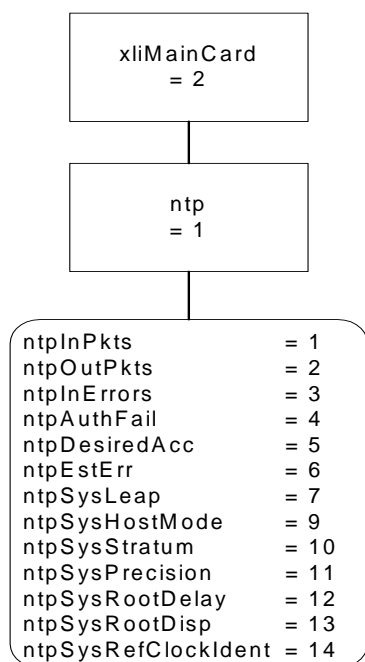 xliMainCard
= 2
ntp
= 1
ntpInPkts = 1
ntpOutPkts = 2
ntpInErrors = 3
ntpAuthFail = 4
ntpDesiredAcc = 5
ntpEstErr = 6
ntpSysLeap = 7
ntpSysHostMode = 9
ntpSysStratum = 10
ntpSysPrecision = 11
ntpSysRootDelay = 12
ntpSysRootDisp = 13
ntpSysRefClockIdent = 14